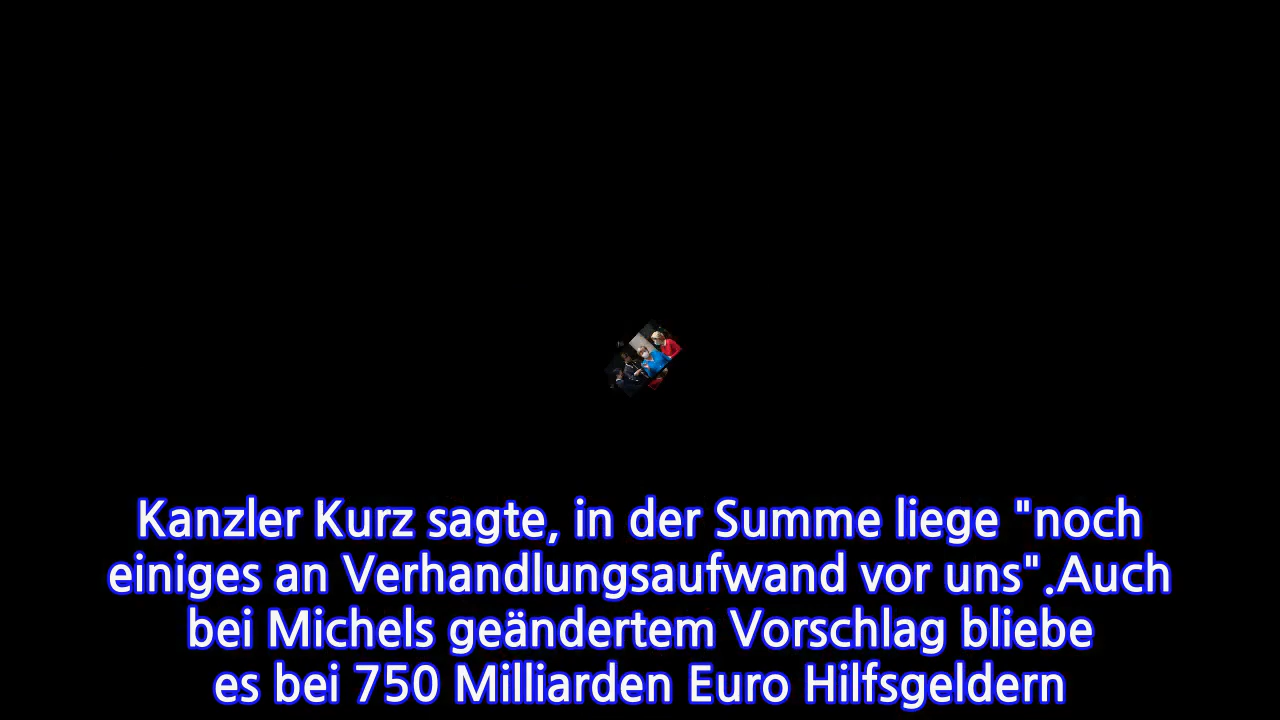 Kanzler Kurz sagte, in der Summe liege "noch
einiges an Verhandlungsaufwand vor uns".Auch
bei Michels geändertem Vorschlag bliebe
es bei 750 Milliarden Euro Hilfsgeldern